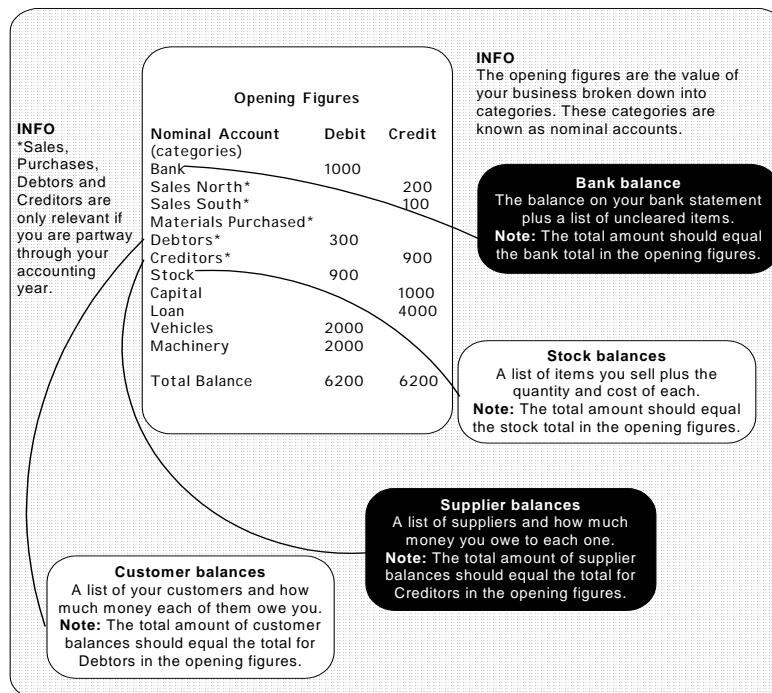 INFO
*Sales,
Purchases,
Debtors and
Creditors are
only relevant if
you are partway
through your
accounting
year.
Opening Figures
Nominal Account Debit Credit
(categories)
Bank 1000
Sales North* 200
Sales South* 100
Materials Purchased*
Debtors* 300
Creditors* 900
Stock 900
Capital 1000
Loan 4000
Vehicles 2000
Machinery 2000
Total Balance 6200 6200
INFO
The opening figures are the value of
your business broken down into
categories. These categories are
known as nominal accounts.
Bank balance
The balance on your bank statement
plus a list of uncleared items.
Note: The total amount should equal
the bank total in the opening figures.
Stock balances
A list of items you sell plus the
quantity and cost of each.
Note: The total amount should equal
the stock total in the opening figures.
Supplier balances
A list of suppliers and how much
money you owe to each one.
Note: The total amount of supplier
balances should equal the total for
Creditors in the opening figures.
Customer balances
A list of your customers and how
much money each of them owe you.
Note: The total amount of customer
balances should equal the total for
Debtors in the opening figures.